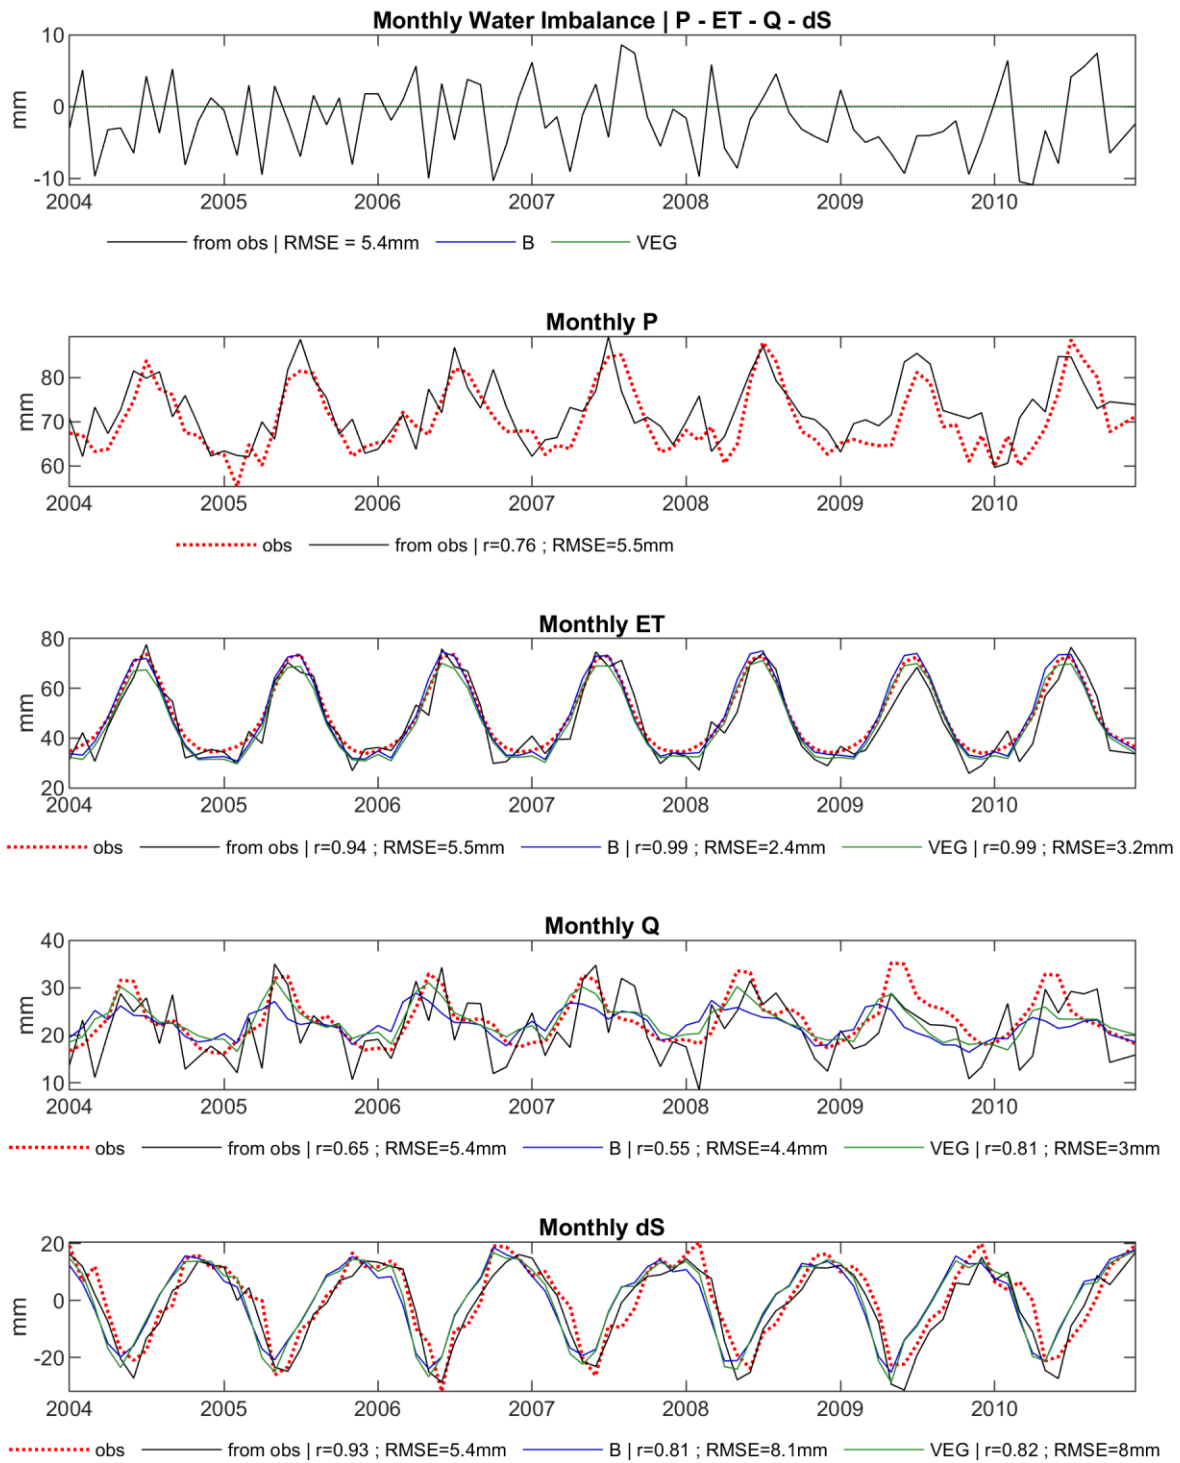 Monthly Water Imbalance | P - ET - Q - dS
10
0
-10
mm
2004 2005 2006 2007 2008 2009 2010
from obs | RMSE = 5.4mm B VEG
Monthly P
80
70
60
mm
2004 2005 2006 2007 2008 2009 2010
obs from obs | r=0.76 ; RMSE=5.5mm
Monthly ET
80
60
40
20
mm
2004 2005 2006 2007 2008 2009 2010
obs from obs | r=0.94 ; RMSE=5.5mm B | r=0.99 ; RMSE=2.4mm VEG | r=0.99 ; RMSE=3.2mm
Monthly Q
40
30
20
10
mm
2004 2005 2006 2007 2008 2009 2010
obs from obs | r=0.65 ; RMSE=5.4mm B | r=0.55 ; RMSE=4.4mm VEG | r=0.81 ; RMSE=3mm
Monthly dS
20
0
-20
mm
2004 2005 2006 2007 2008 2009 2010
obs from obs | r=0.93 ; RMSE=5.4mm B | r=0.81 ; RMSE=8.1mm VEG | r=0.82 ; RMSE=8mm